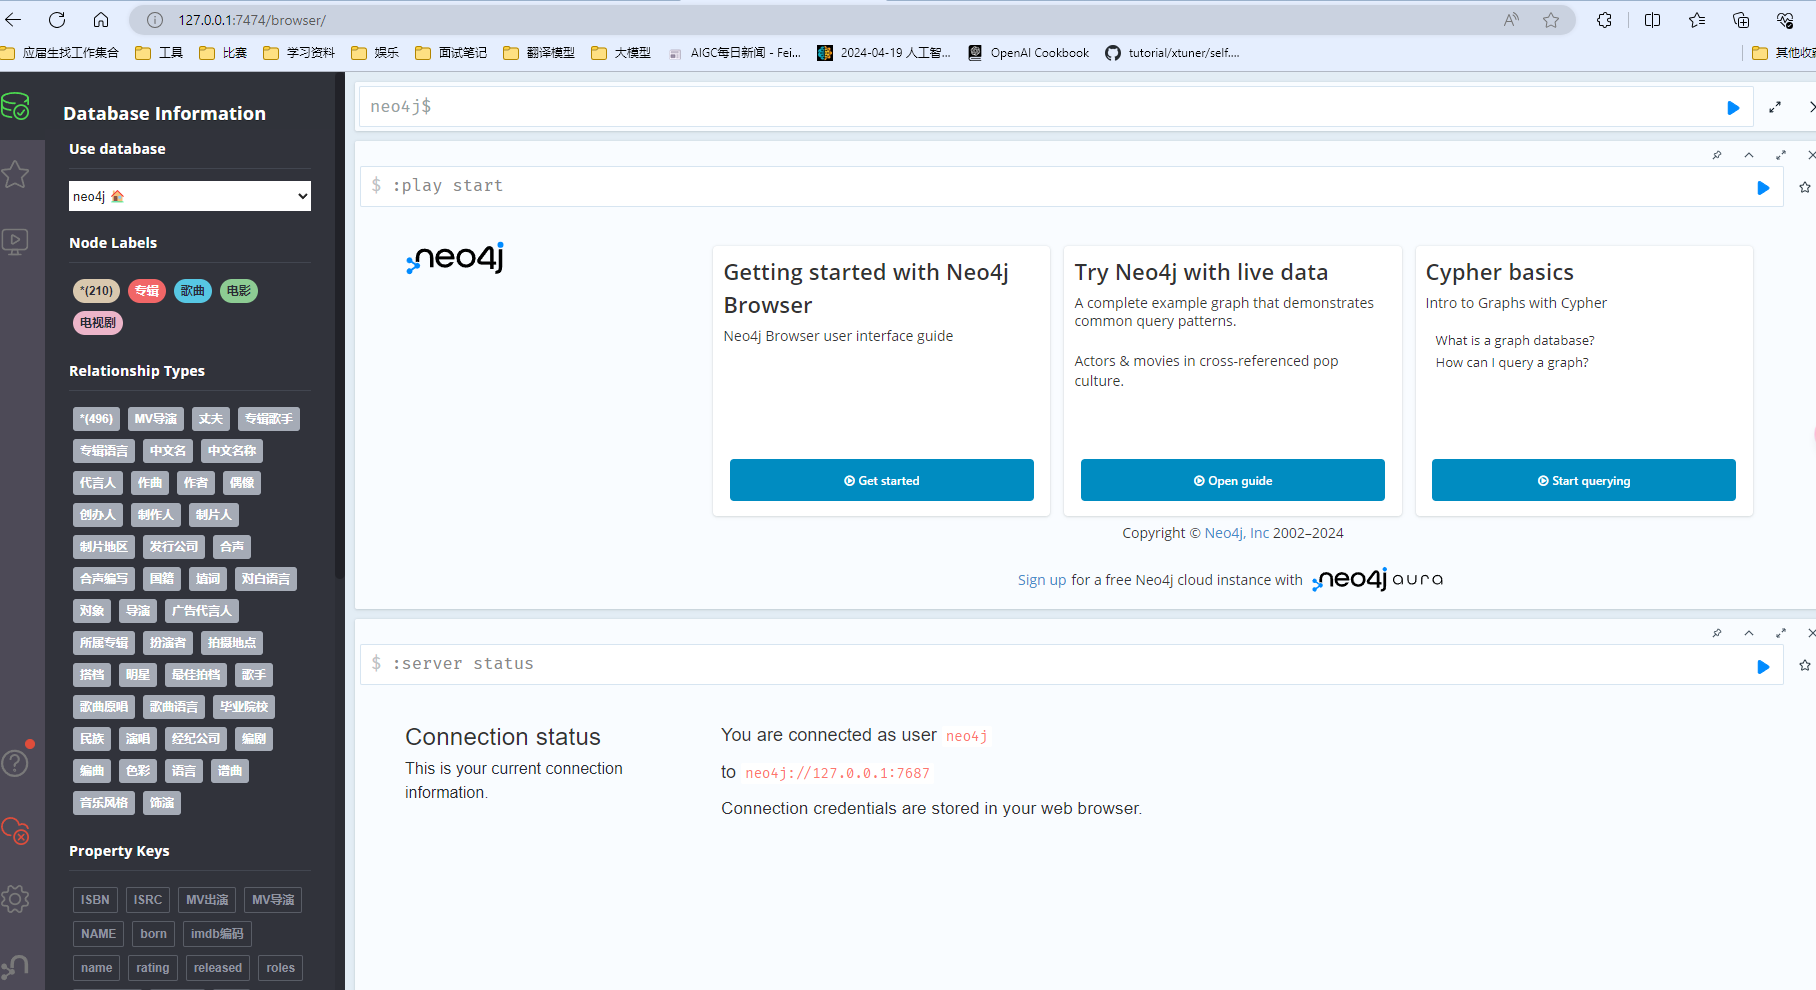 127.0.0.1:7474/browser/
应届生找工作集合 工具 比赛 学习资料 娱乐 面试笔记 翻译模型 大模型 AIGC每日新闻 - Fei... 2024-04-19 人工智... OpenAI Cookbook tutorial/xtuner/self.... 其他收藏
Database Information
Use database
neo4j
Node Labels
*(210) 专辑 歌曲 电影
电视剧
Relationship Types
*(496) MV导演 丈夫 专辑歌手
专辑语言 中文名 中文名称
代言人 作曲 作者 偶像
创办人 制作人 制片人
制片地区 发行公司 合声
合声编写 国籍 填词 对白语言
对象 导演 广告代言人
所属专辑 扮演者 拍摄地点
搭档 明星 最佳拍档 歌手
歌曲原唱 歌曲语言 毕业院校
民族 演唱 经纪公司 编剧
编曲 色彩 语言 谱曲
音乐风格 饰演
Property Keys
ISBN ISRC MV出演 MV导演
NAME born imdb编码
name rating released roles
neo4j$
$ :play start
neo4j
Getting started with Neo4j
Browser
Neo4j Browser user interface guide
Get started
Try Neo4j with live data
A complete example graph that demonstrates
common query patterns.
Actors & movies in cross-referenced pop
culture.
Open guide
Cypher basics
Intro to Graphs with Cypher
What is a graph database?
How can I query a graph?
Start querying
Copyright © Neo4j, Inc 2002–2024
Sign up for a free Neo4j cloud instance with neo4j aura
$ :server status
Connection status
This is your current connection
information.
You are connected as user neo4j
to neo4j://127.0.0.1:7687
Connection credentials are stored in your web browser.